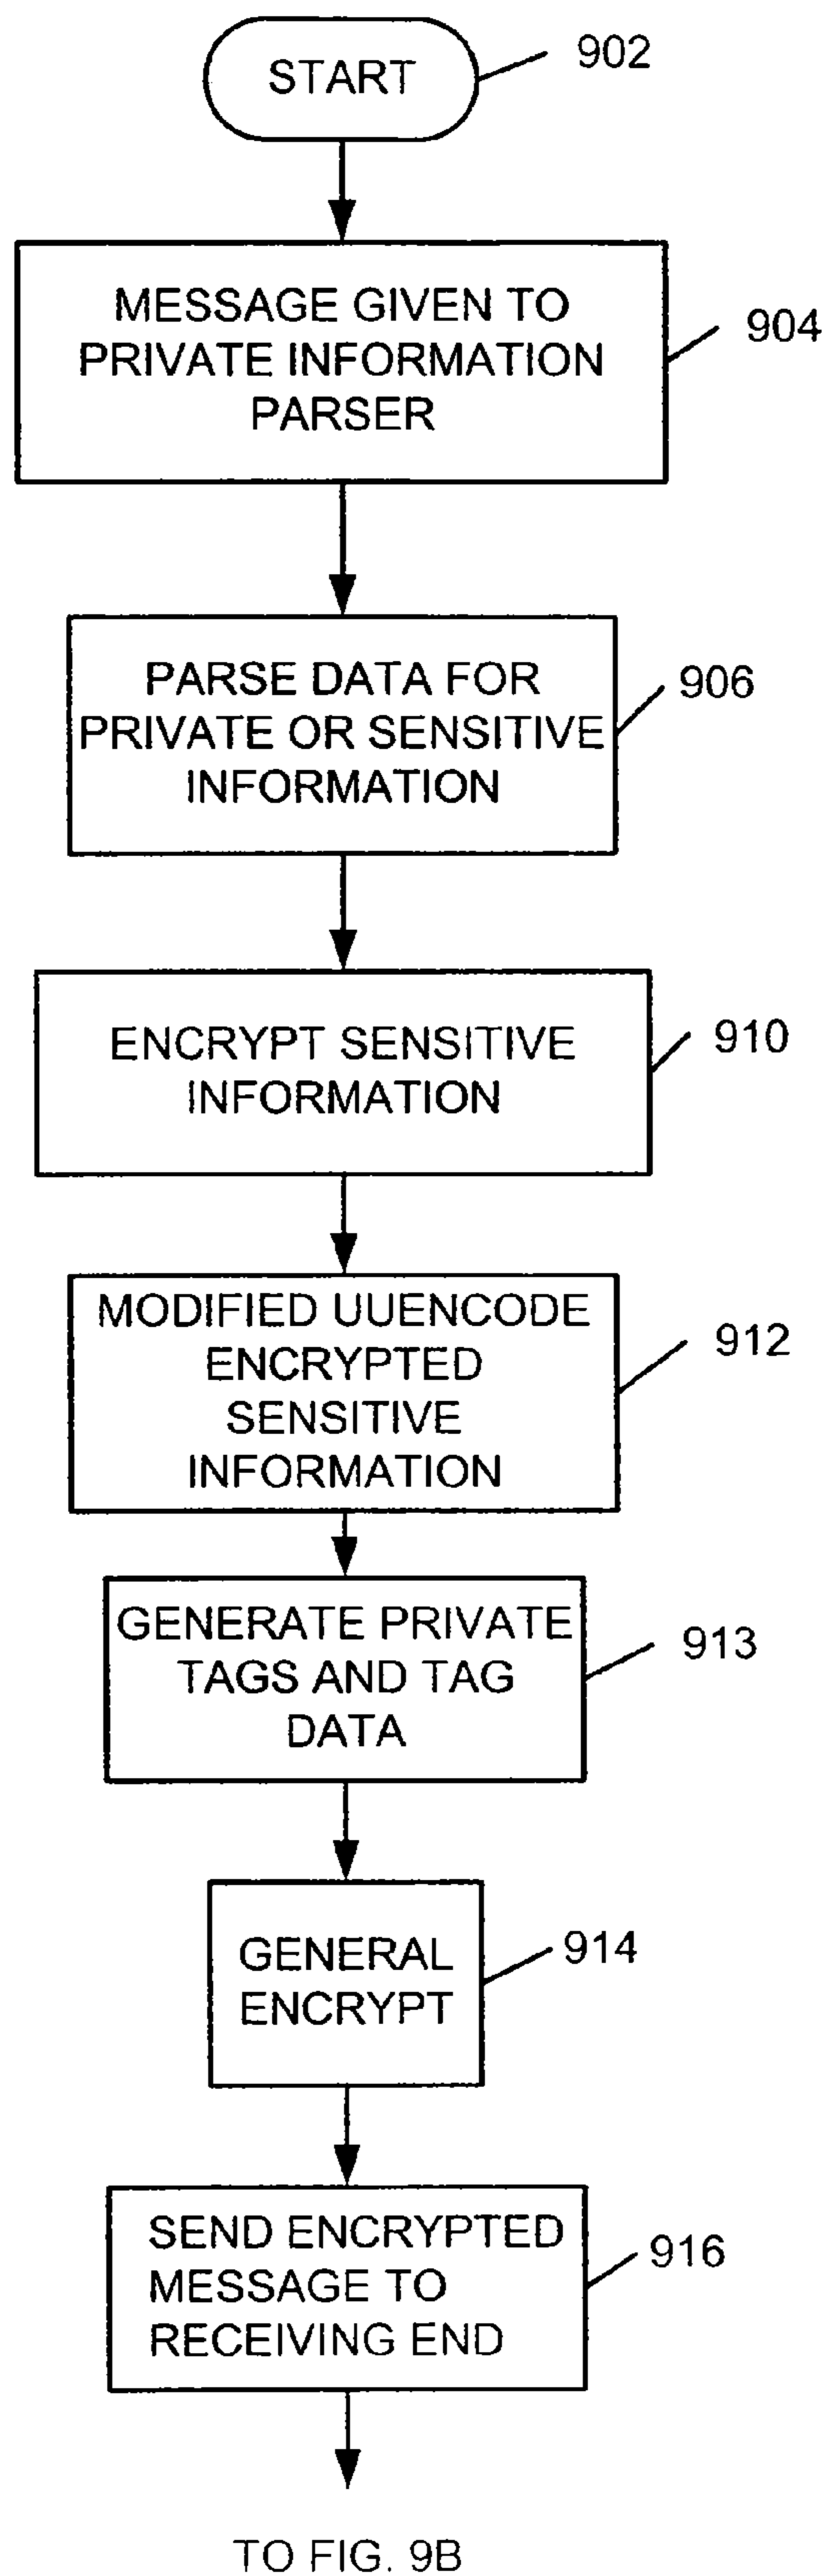 START
902
MESSAGE GIVEN TO
PRIVATE INFORMATION
PARSER
904
PARSE DATA FOR
PRIVATE OR SENSITIVE
INFORMATION
906
ENCRYPT SENSITIVE
INFORMATION
910
MODIFIED UUENCODE
ENCRYPTED
SENSITIVE
INFORMATION
912
GENERATE PRIVATE
TAGS AND TAG
DATA
913
GENERAL
ENCRYPT
914
SEND ENCRYPTED
MESSAGE TO
RECEIVING END
916
TO FIG. 9B